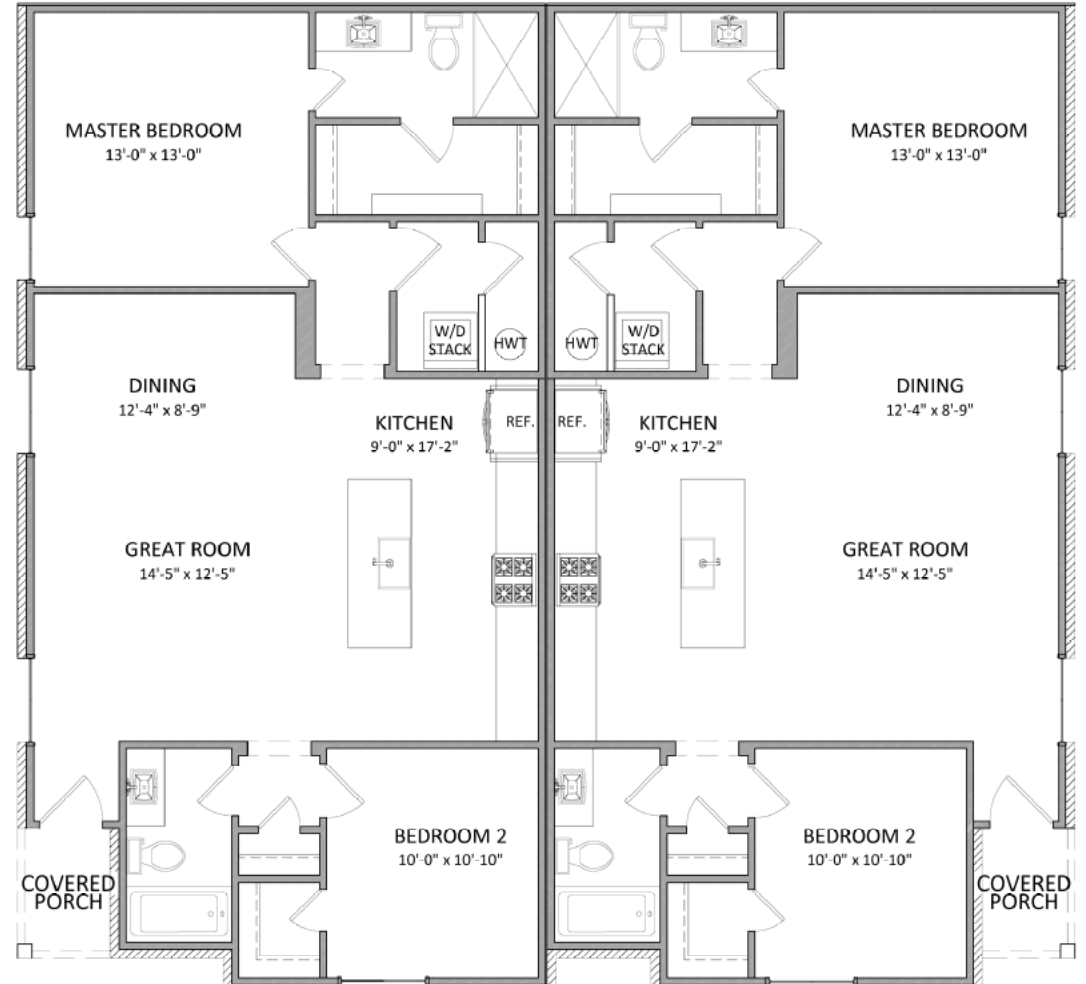 MASTER BEDROOM
13'-0" x 13'-0"
MASTER BEDROOM
13'-0" x 13'-0"
W/D
STACK
HWT
HWT
W/D
STACK
DINING
12'-4" x 8'-9"
KITCHEN
9'-0" x 17'-2"
REF.
REF.
KITCHEN
9'-0" x 17'-2"
DINING
12'-4" x 8'-9"
GREAT ROOM
14'-5" x 12'-5"
GREAT ROOM
14'-5" x 12'-5"
BEDROOM 2
10'-0" x 10'-10"
BEDROOM 2
10'-0" x 10'-10"
COVERED
PORCH
COVERED
PORCH